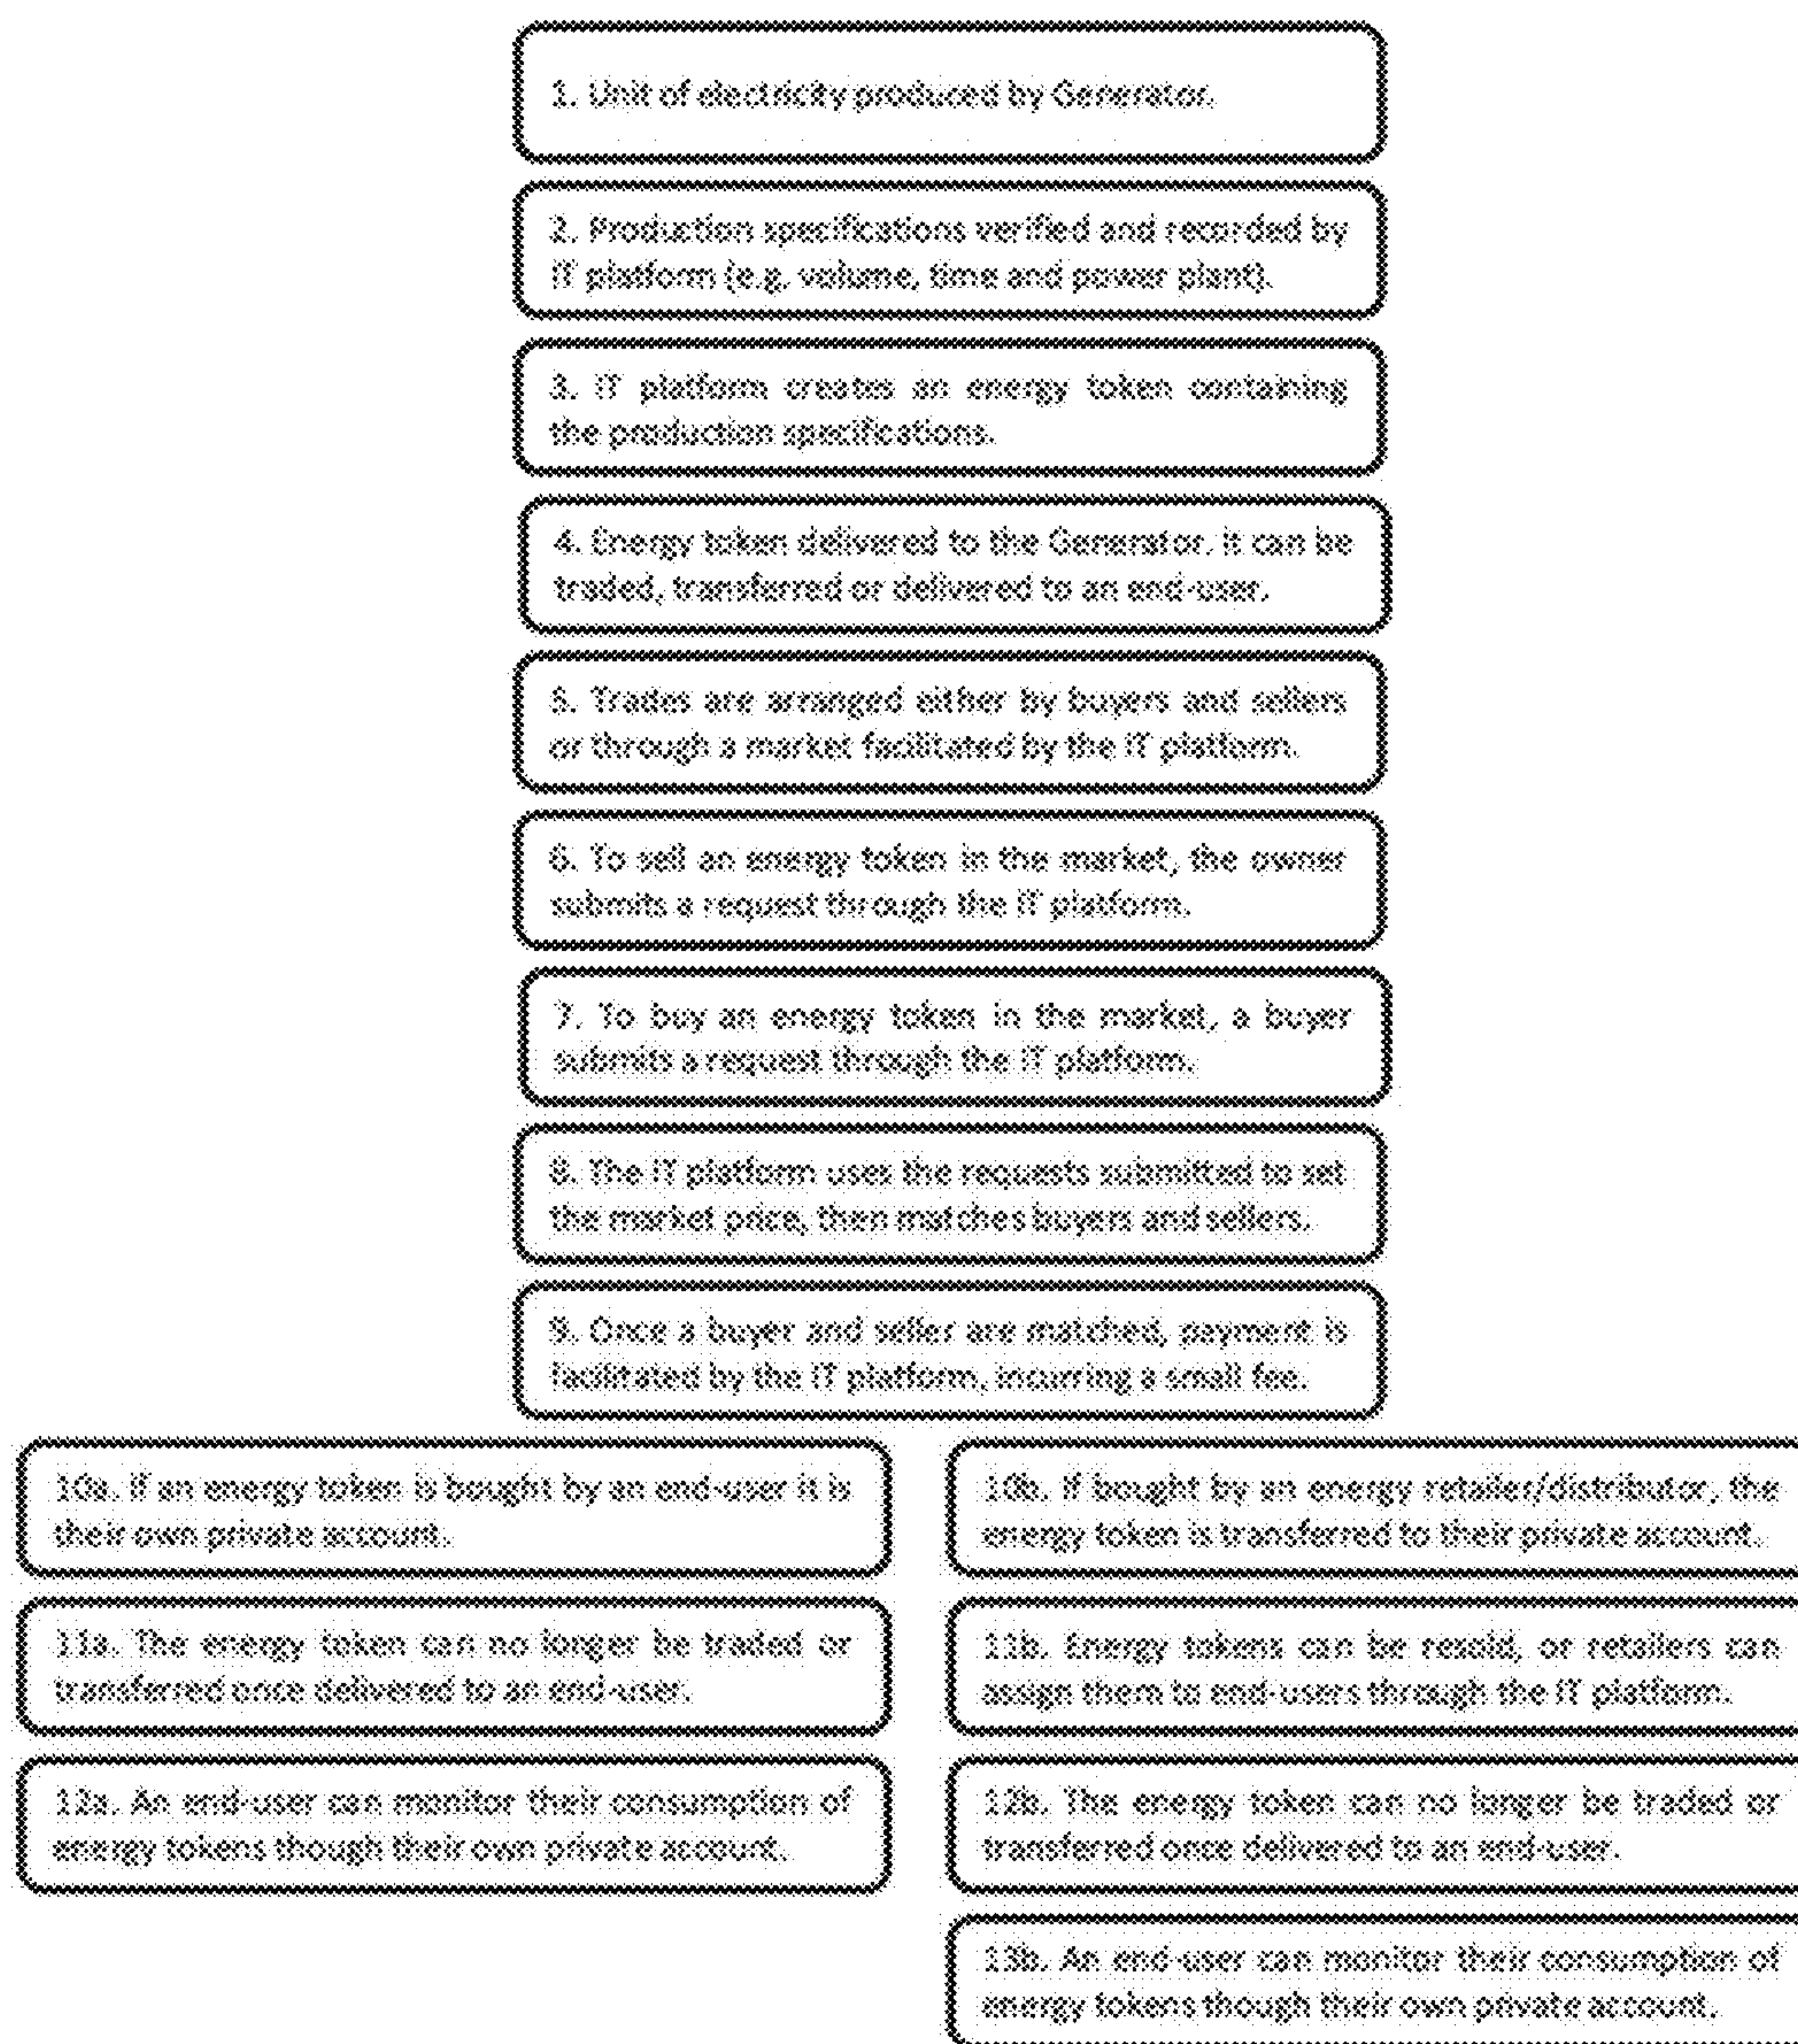 1. Unit of electricity produced by Generator.
2. Production specifications verified and recorded by
IT platform (e.g. volume, time and power plant).
3. IT platform creates an energy token containing
the production specifications.
4. Energy token delivered to the Generator. It can be
traded, transferred or delivered to an end-user.
5. Trades are arranged either by buyers and sellers
or through a market facilitated by the IT platform.
6. To sell an energy token in the market, the owner
submits a request through the IT platform.
7. To buy an energy token in the market, a buyer
submits a request through the IT platform.
8. The IT platform uses the requests submitted to set
the market price, then matches buyers and sellers.
9. Once a buyer and seller are matched, payment is
facilitated by the IT platform, incurring a small fee.
10a. If an energy token is bought by an end-user it is
their own private account.
11a. The energy token can no longer be traded or
transferred once delivered to an end-user.
12a. An end-user can monitor their consumption of
energy tokens though their own private account.
10b. If bought by an energy retailer/distributor, the
energy token is transferred to their private account.
11b. Energy tokens can be resold, or retailers can
assign them to end-users through the IT platform.
12b. The energy token can no longer be traded or
transferred once delivered to an end-user.
13b. An end-user can monitor their consumption of
energy tokens though their own private account.